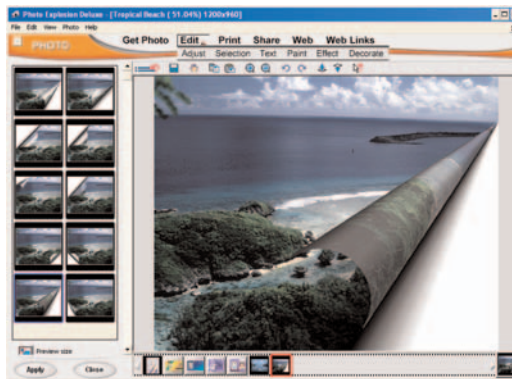 Photo Explosion Deluxe - [Tropical Beach ( 51.04%) 1200x960]
File Edit View Photo Help
PHOTO
Get Photo Edit Print Share Web Web Links
Adjust Selection Text Paint Effect Decorate
Preview size
Apply Close